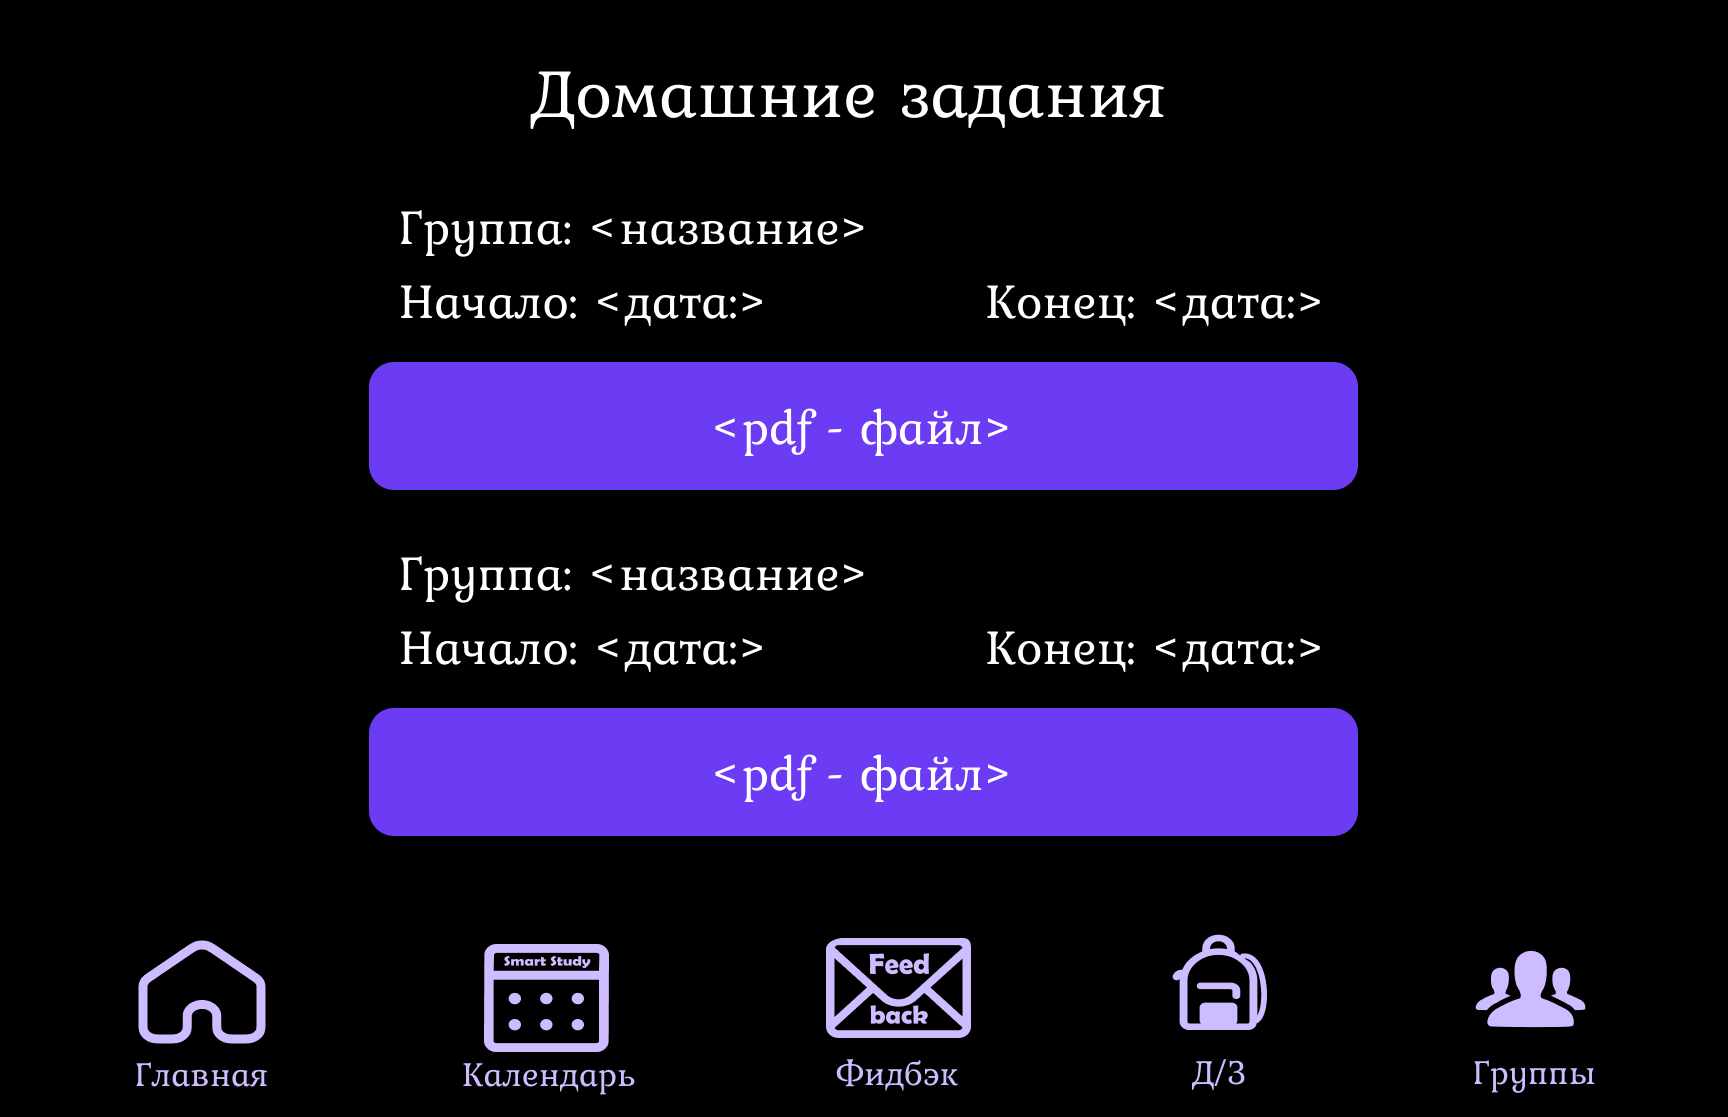 Домашние задания
Группа: <название>
Начало: <дата:> Конец: <дата:>
<pdf - файл>
Группа: <название>
Начало: <дата:> Конец: <дата:>
<pdf - файл>
Smart Study
Feed
back
Главная Календарь Фидбэк Д/З Группы